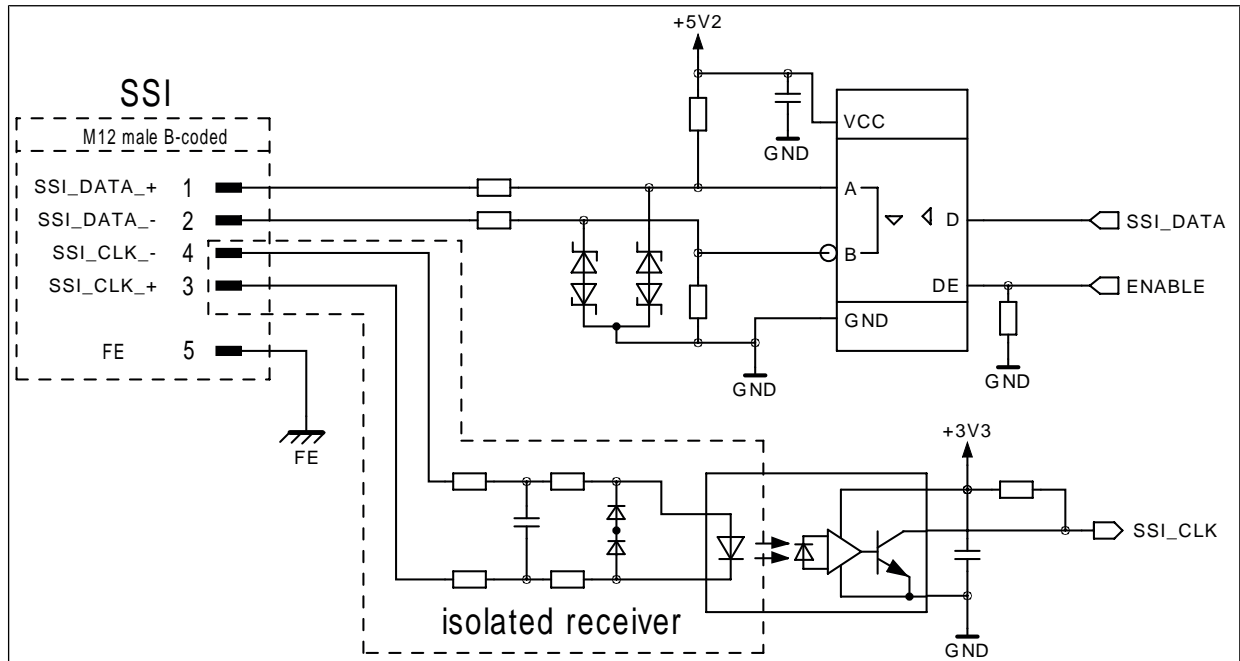 +5V2
SSI
M12 male B-coded
VCC
GND
SSI_DATA_+ 1
A
SSI_DATA_- 2
D
SSI_DATA
SSI_CLK_- 4
B
SSI_CLK_+ 3
DE
ENABLE
GND
FE 5
GND
GND
FE
+3V3
SSI_CLK
isolated receiver
GND